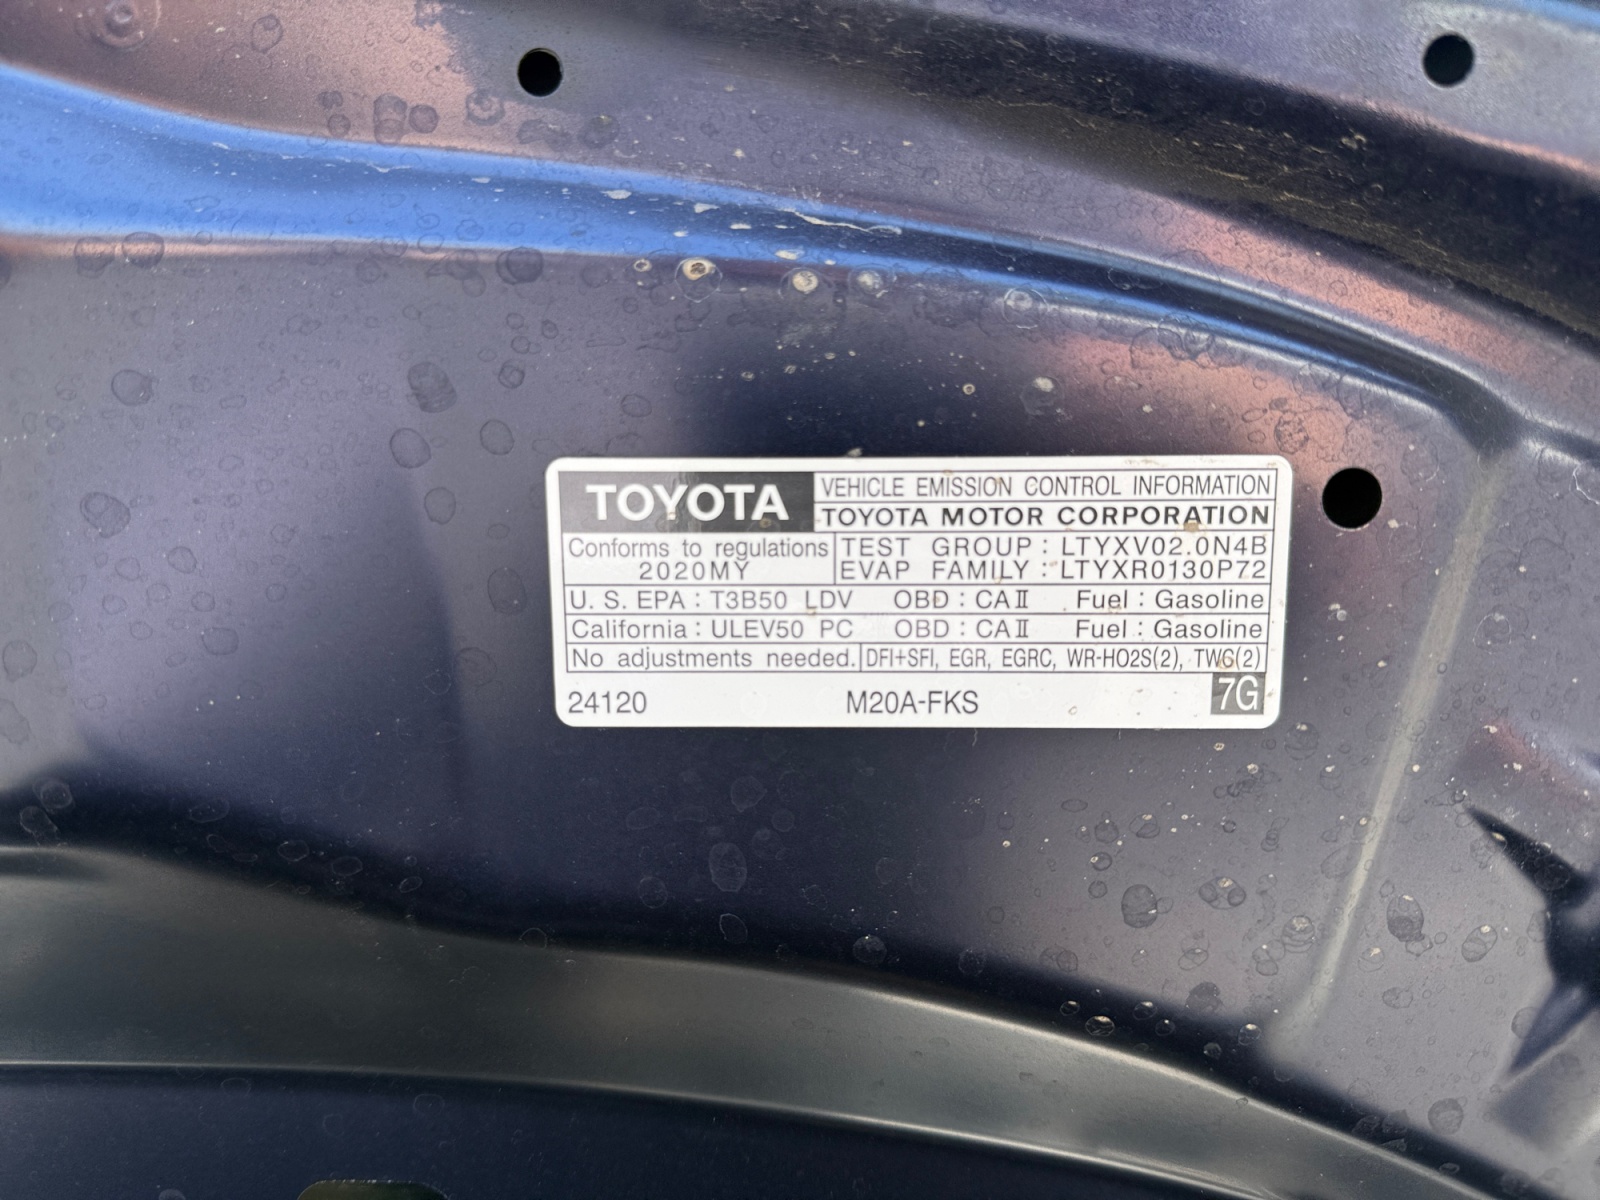 TOYOTA VEHICLE EMISSION CONTROL INFORMATION
TOYOTA MOTOR CORPORATION
Conforms to regulations TEST GROUP : LTYXV02.0N4B
2020MY EVAP FAMILY : LTYXR0130P72
U. S. EPA : T3B50 LDV OBD : CAⅡ Fuel : Gasoline
California : ULEV50 PC OBD : CAⅡ Fuel : Gasoline
No adjustments needed. DFI+SFI, EGR, EGRC, WR-HO2S(2), TWC(2)
24120 M20A-FKS 7G